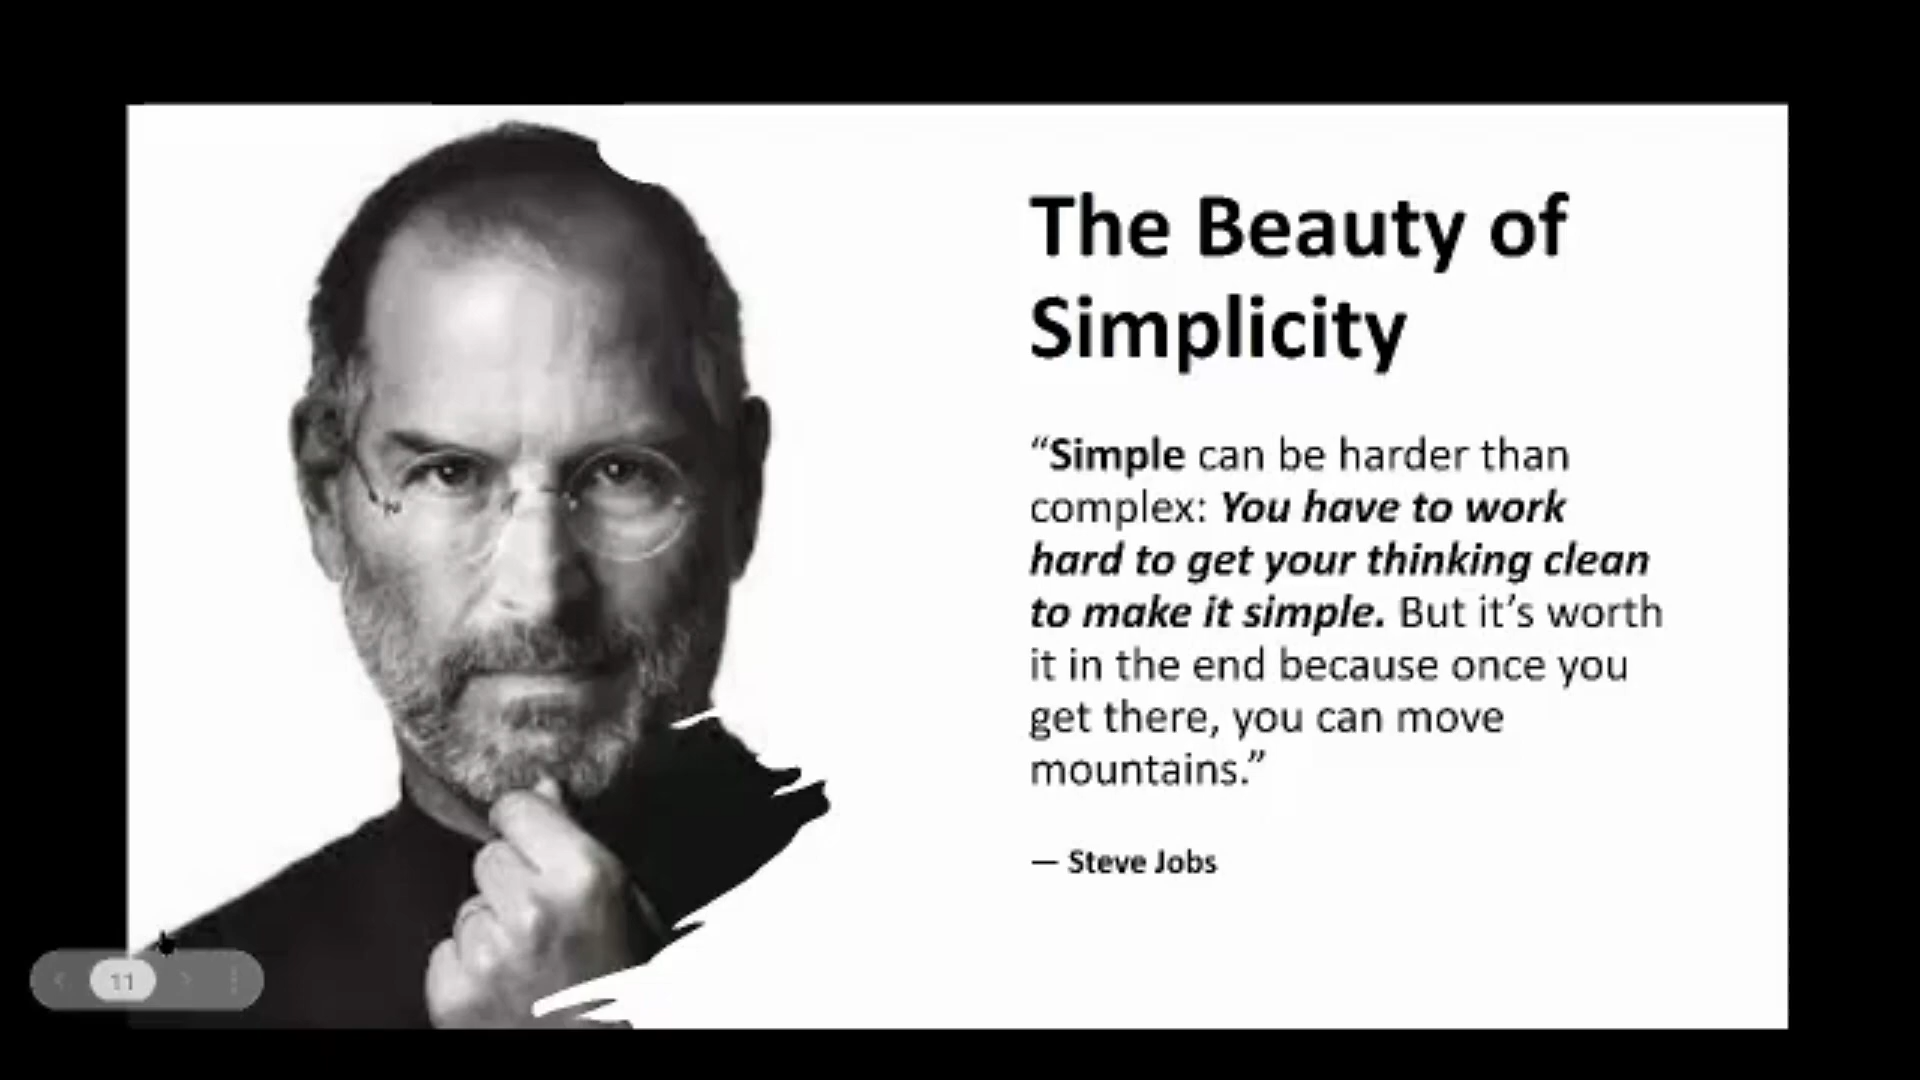 The Beauty of
Simplicity
“Simple can be harder than
complex: You have to work
hard to get your thinking clean
to make it simple. But it’s worth
it in the end because once you
get there, you can move
mountains.”
— Steve Jobs
11